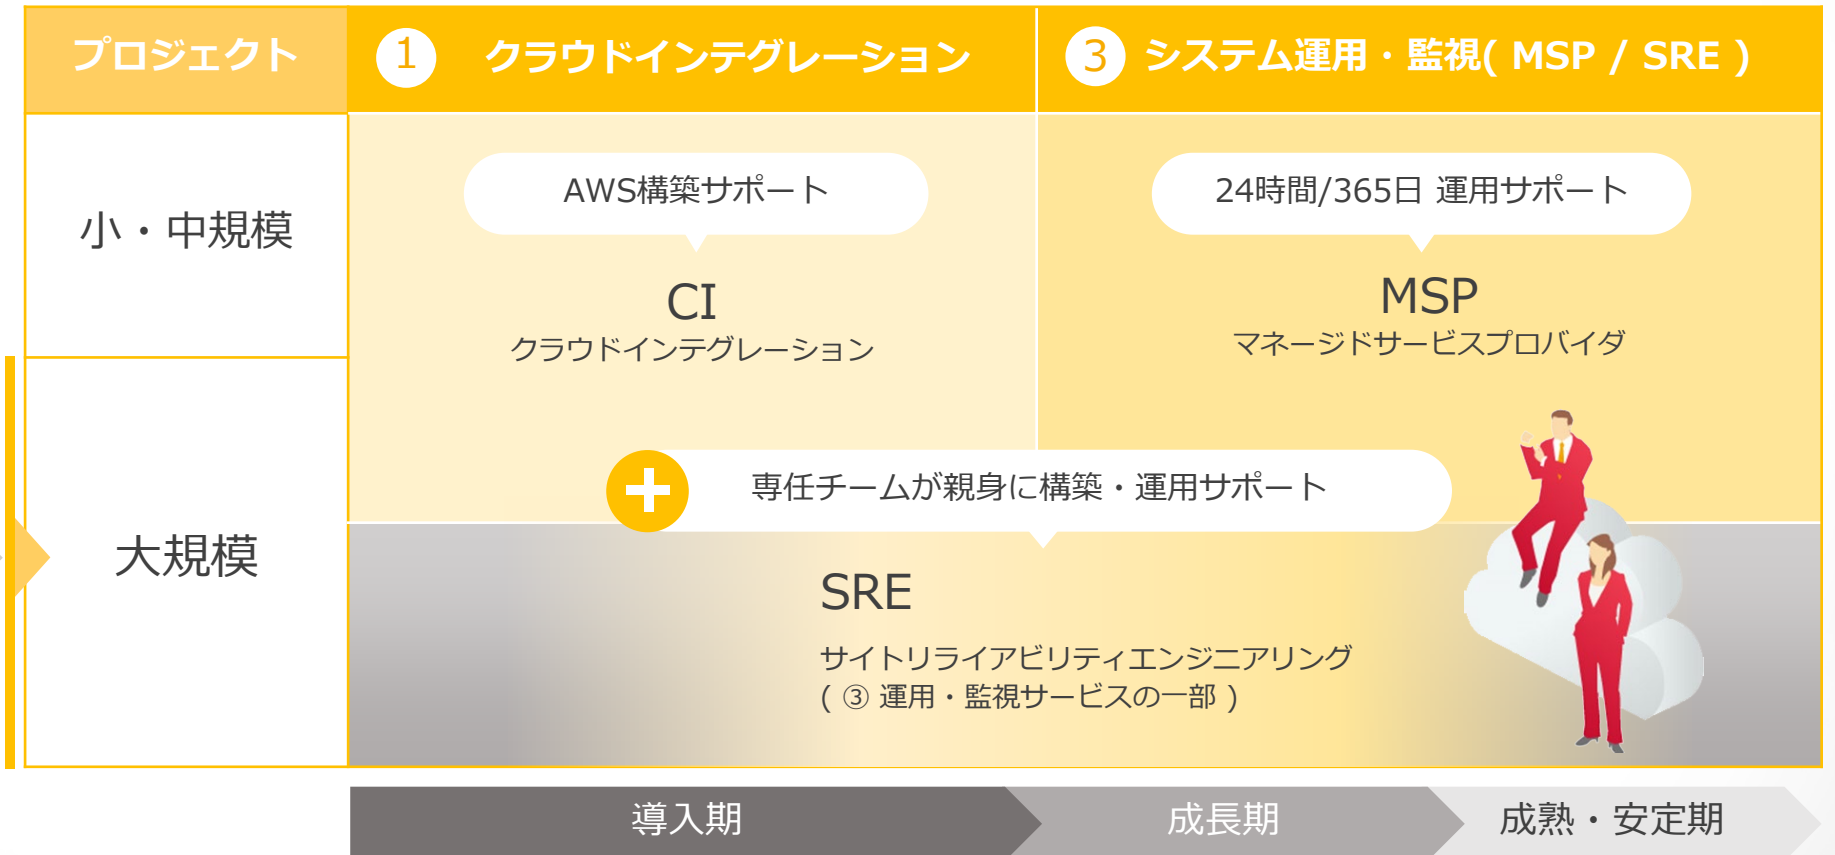 プロジェクト
1 クラウドインテグレーション
3 システム運用・監視( MSP / SRE )
小・中規模
AWS構築サポート
CI
クラウドインテグレーション
24時間/365日 運用サポート
MSP
マネージドサービスプロバイダ
大規模
専任チームが親身に構築・運用サポート
SRE
サイトリライアビリティエンジニアリング
( ③ 運用・監視サービスの一部 )
導入期
成長期
成熟・安定期